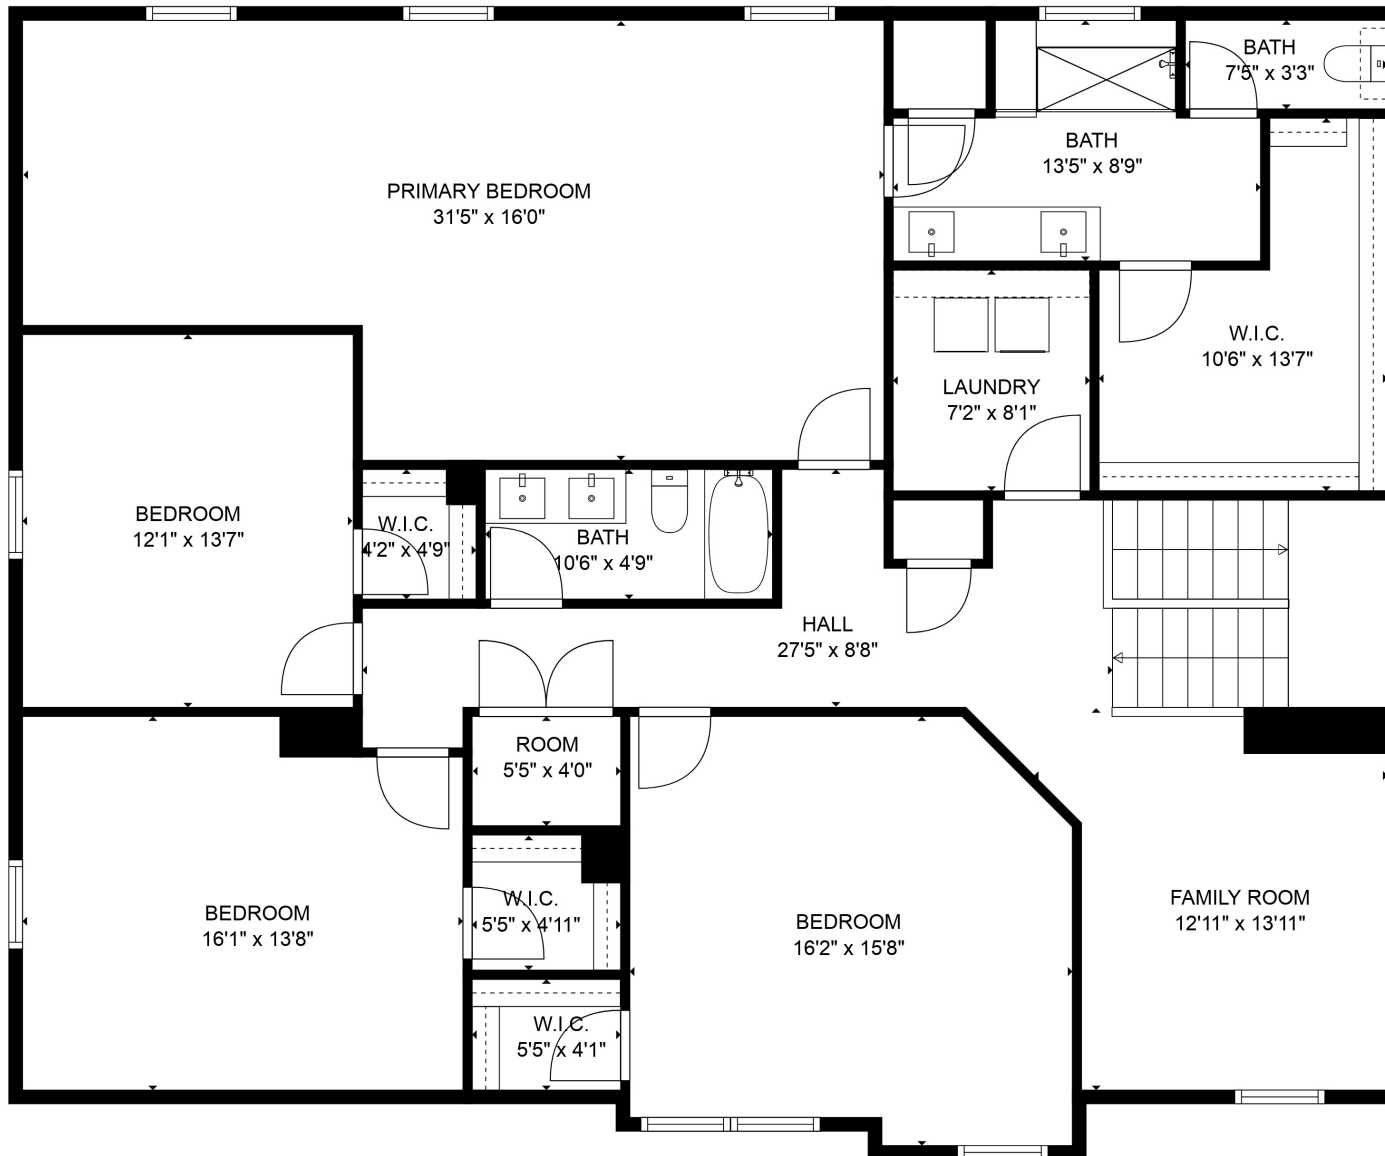 BATH
7'5" x 3'3"
BATH
13'5" x 8'9"
PRIMARY BEDROOM
31'5" x 16'0"
W.I.C.
10'6" x 13'7"
LAUNDRY
7'2" x 8'1"
BEDROOM
12'1" x 13'7"
W.I.C.
4'2" x 4'9"
BATH
10'6" x 4'9"
HALL
27'5" x 8'8"
ROOM
5'5" x 4'0"
W.I.C.
5'5" x 4'11"
FAMILY ROOM
12'11" x 13'11"
BEDROOM
16'1" x 13'8"
BEDROOM
16'2" x 15'8"
W.I.C.
5'5" x 4'1"